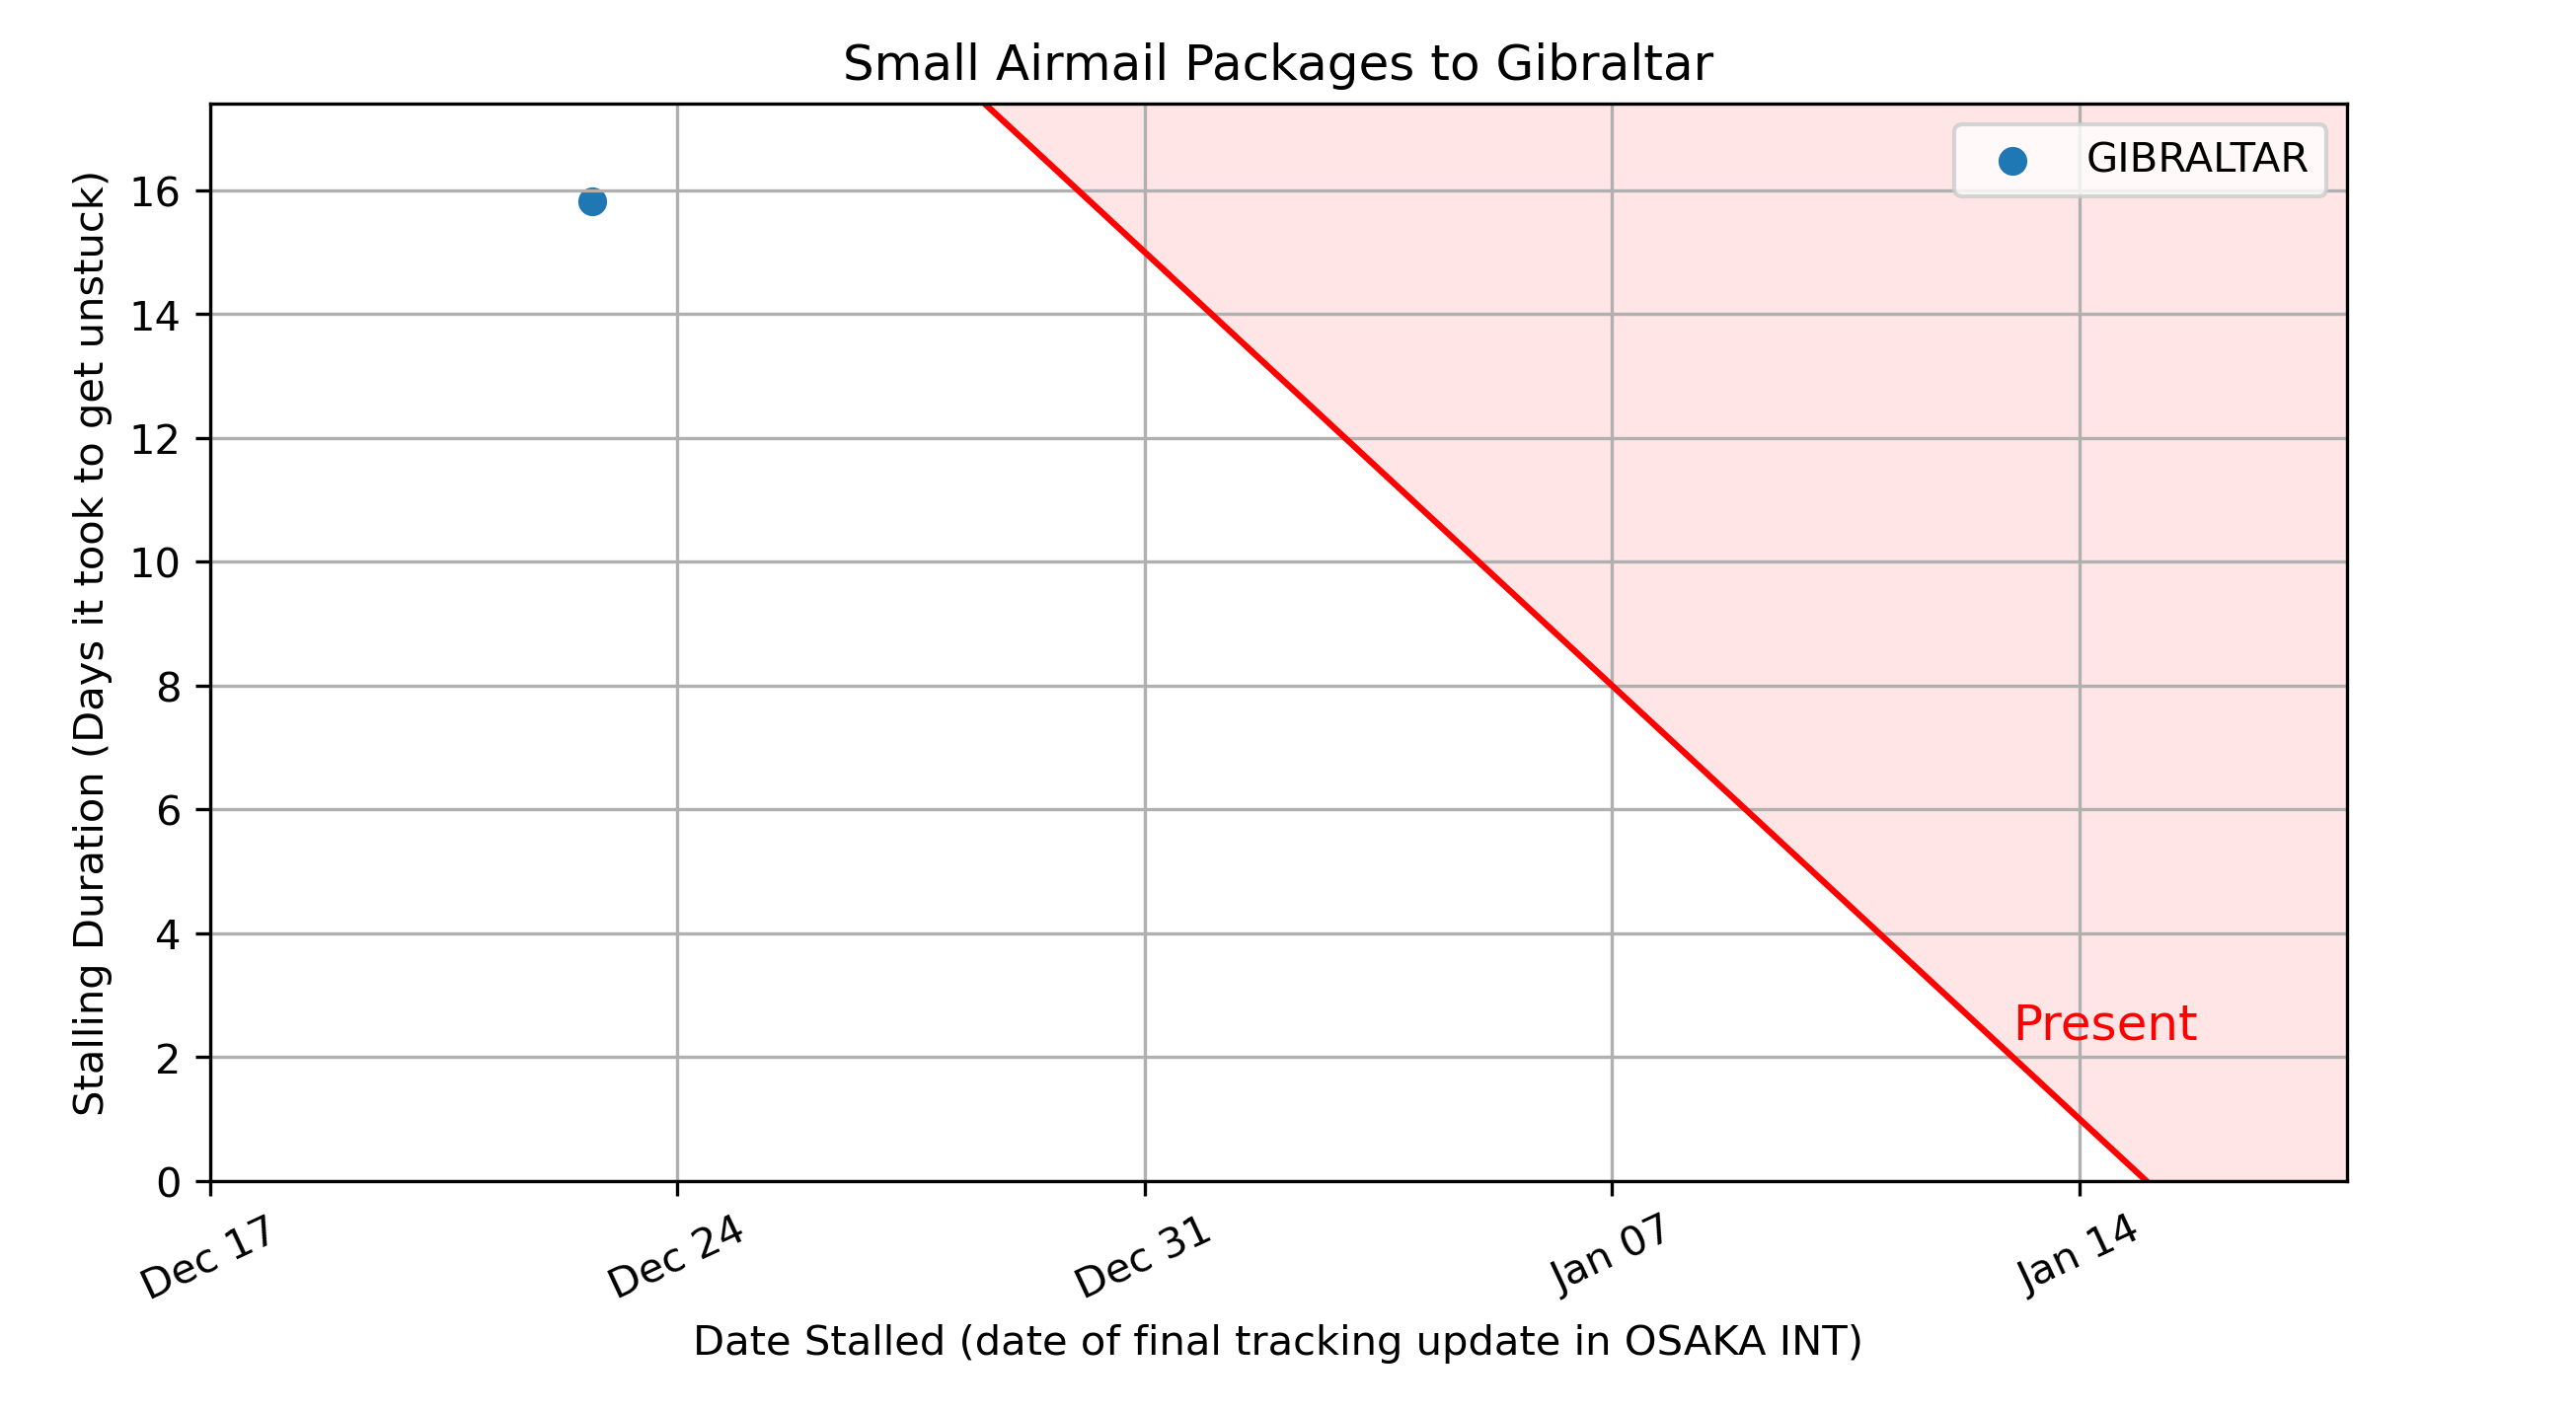 Small Airmail Packages to Gibraltar
GIBRALTAR
Stalling Duration (Days it took to get unstuck)
16
14
12
10
8
6
4
2
0
Present
Dec 17
Dec 24
Dec 31
Jan 07
Jan 14
Date Stalled (date of final tracking update in OSAKA INT)